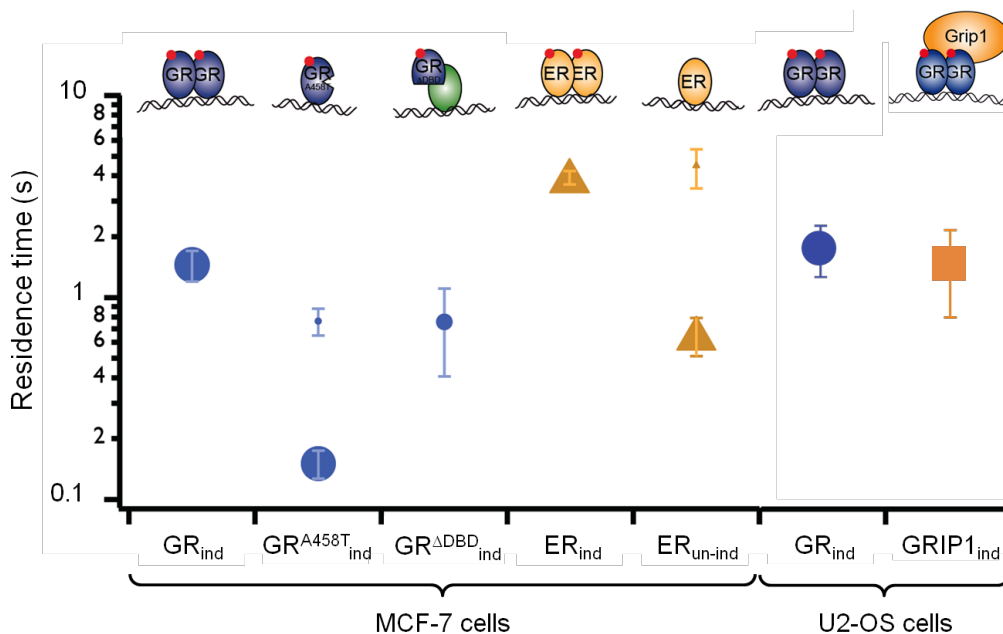 Grip1
GR GR
GR
A458T
GR
ΔDBD
ER ER
ER
GR GR
GR GR
Residence time (s)
10
8
6
4
2
1
8
6
4
2
0.1
GRind
GRA458Tind
GRΔDBDind
ERind
ERun-ind
GRind
GRIP1ind
MCF-7 cells
U2-OS cells